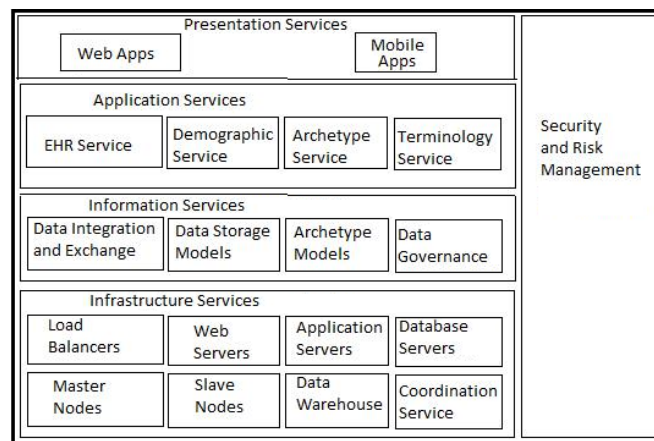 Presentation Services
Web Apps
Mobile
Apps
Application Services
EHR Service
Demographic
Service
Archetype
Service
Terminology
Service
Information Services
Data Integration
and Exchange
Data Storage
Models
Archetype
Models
Data
Governance
Infrastructure Services
Load
Balancers
Web
Servers
Application
Servers
Database
Servers
Master
Nodes
Slave
Nodes
Data
Warehouse
Coordination
Service
Security
and Risk
Management